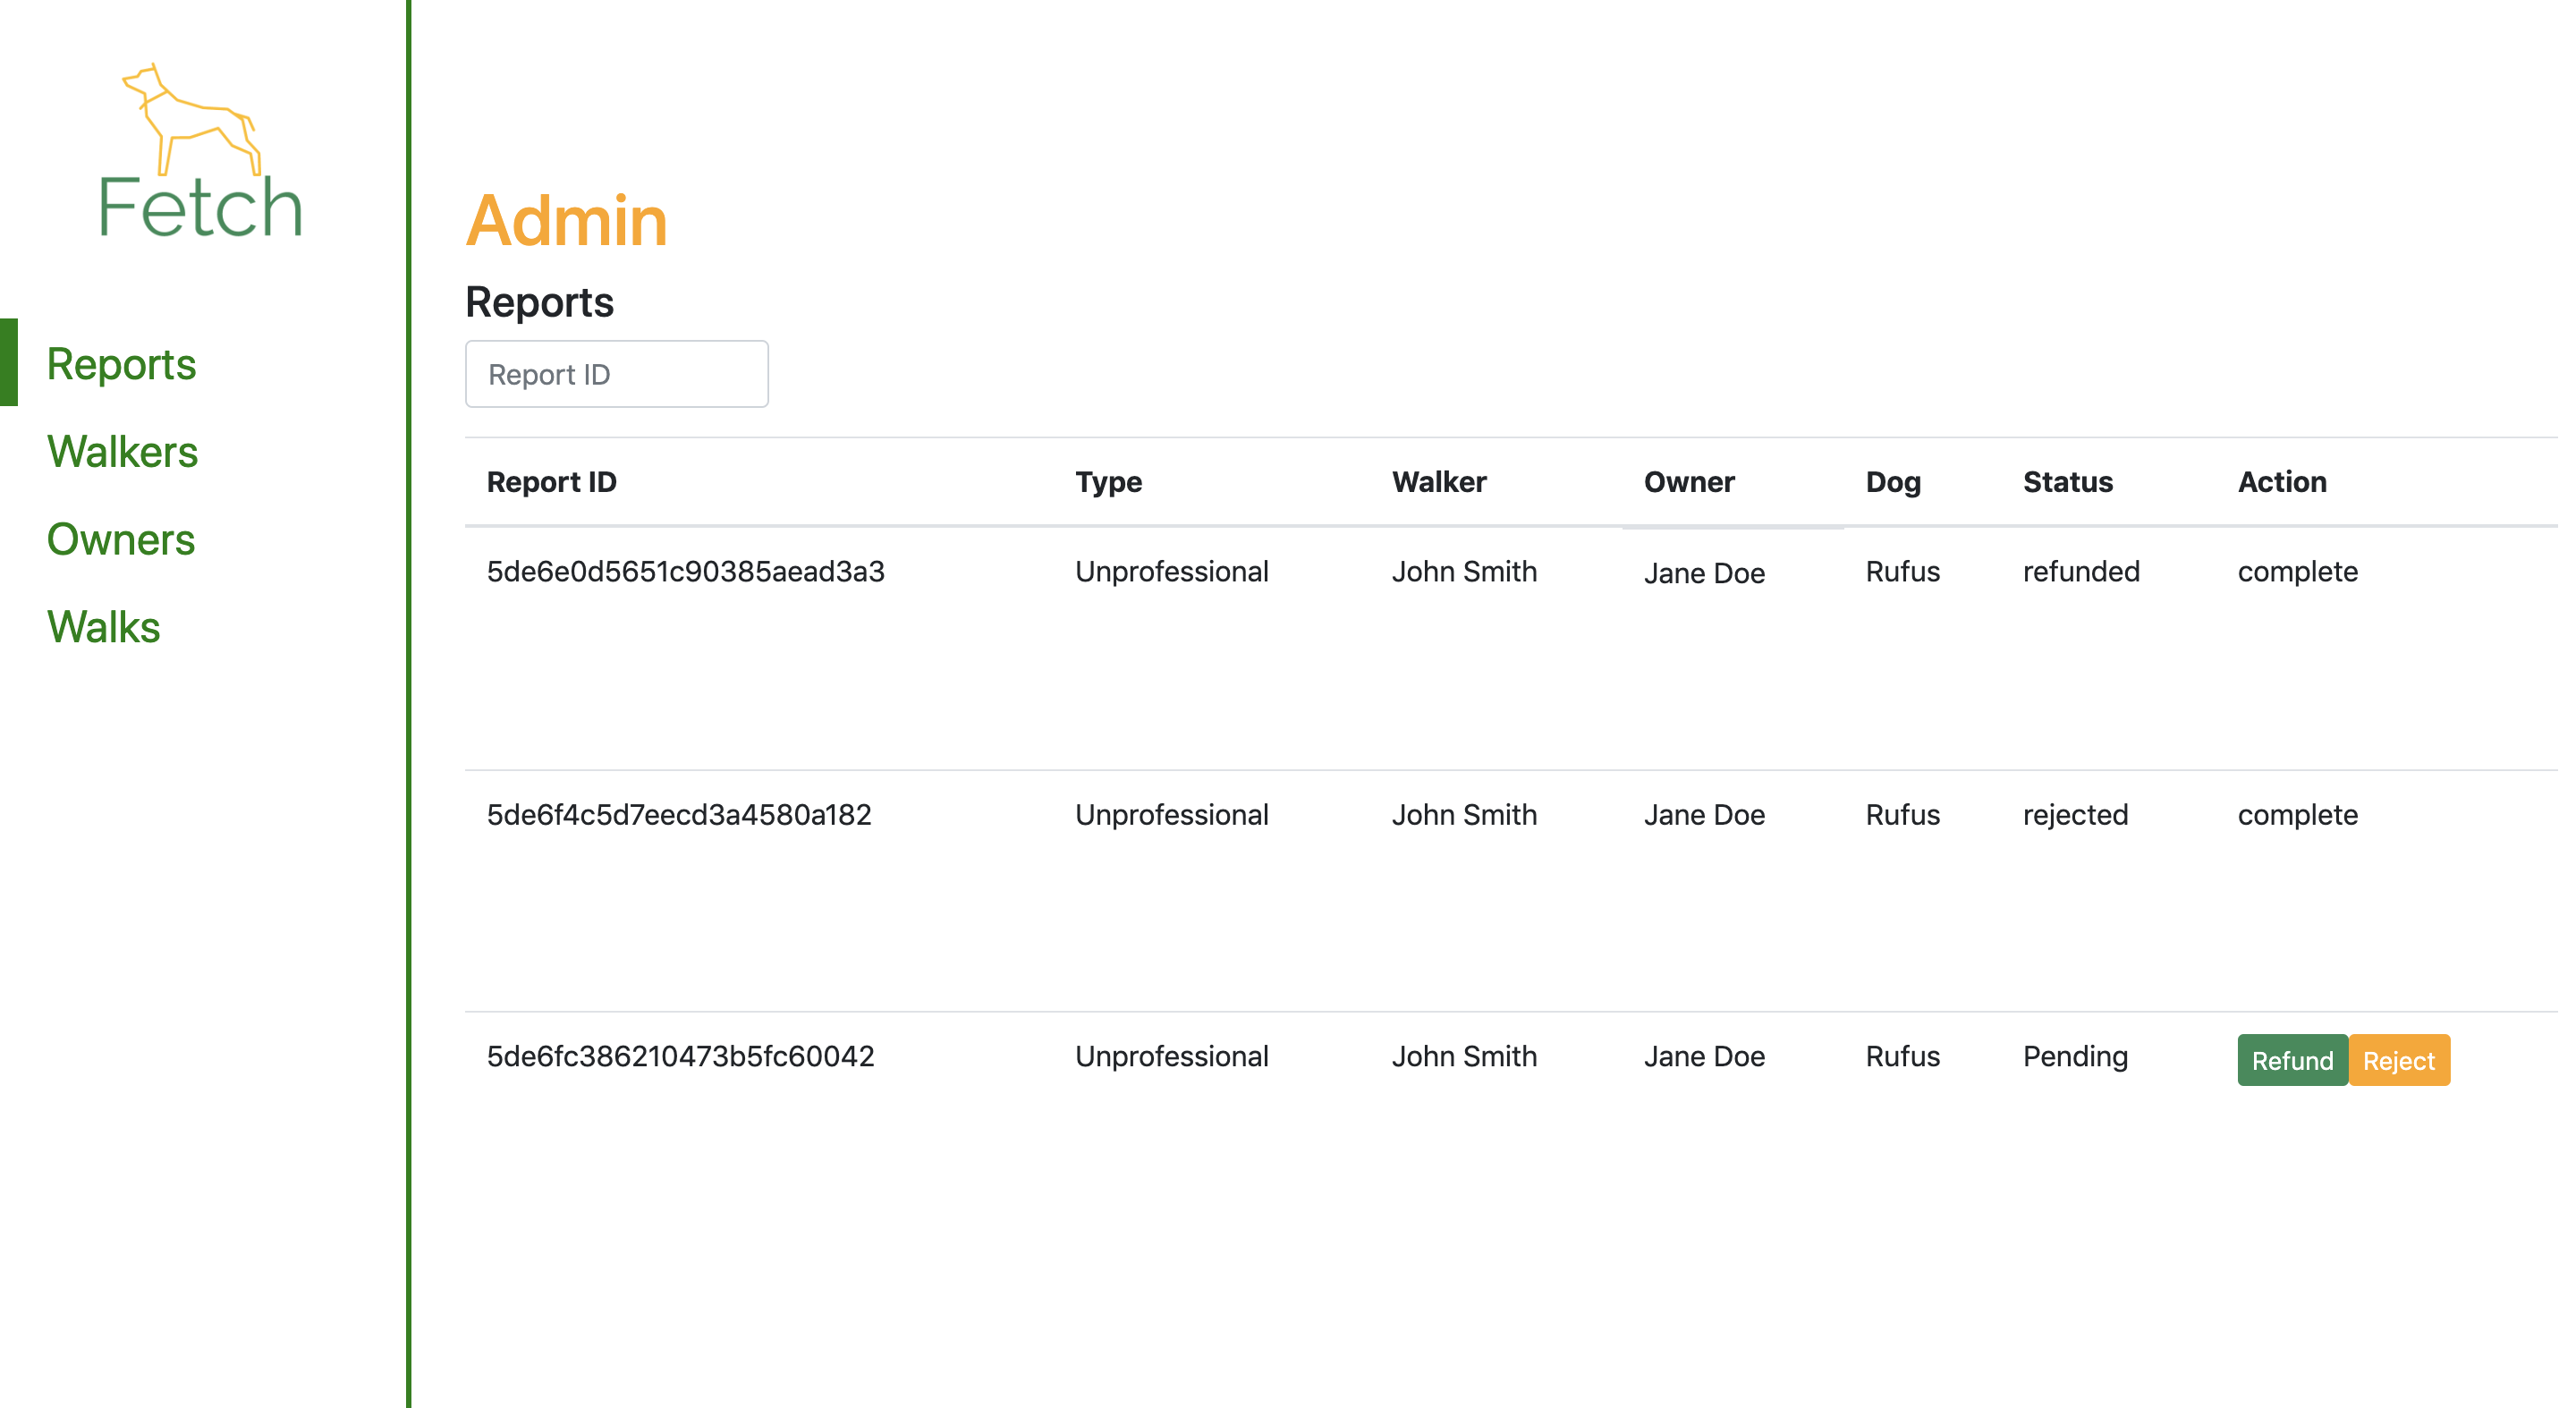 Fetch
Reports
Walkers
Owners
Walks
Admin
Reports
Report ID
Report ID Type Walker Owner Dog Status Action
5de6e0d5651c90385aead3a3 Unprofessional John Smith Jane Doe Rufus refunded complete
5de6f4c5d7eecd3a4580a182 Unprofessional John Smith Jane Doe Rufus rejected complete
5de6fc386210473b5fc60042 Unprofessional John Smith Jane Doe Rufus Pending Refund Reject